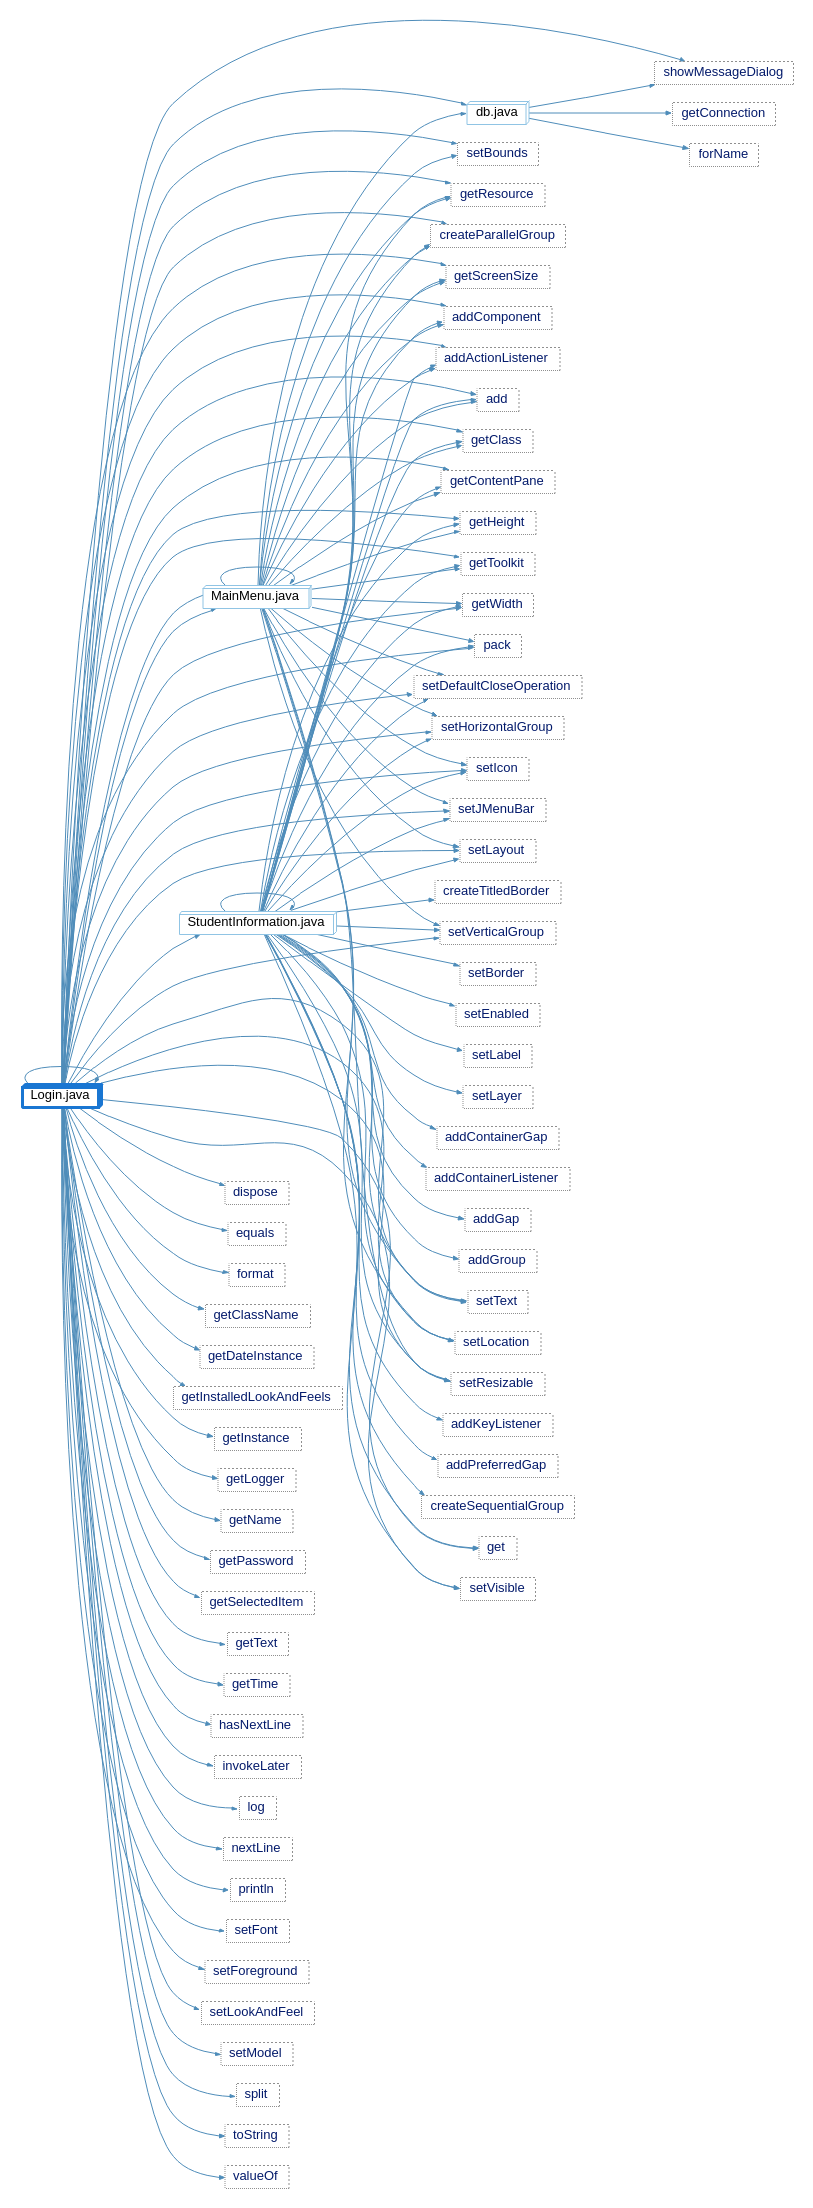 showMessageDialog
db.java
getConnection
setBounds
forName
getResource
createParallelGroup
getScreenSize
addComponent
addActionListener
add
getClass
getContentPane
getHeight
getToolkit
MainMenu.java
getWidth
pack
setDefaultCloseOperation
setHorizontalGroup
setIcon
setJMenuBar
setLayout
createTitledBorder
StudentInformation.java
setVerticalGroup
setBorder
setEnabled
setLabel
Login.java
setLayer
addContainerGap
addContainerListener
dispose
addGap
equals
addGroup
format
setText
getClassName
setLocation
getDateInstance
setResizable
getInstalledLookAndFeels
addKeyListener
getInstance
addPreferredGap
getLogger
createSequentialGroup
getName
get
getPassword
setVisible
getSelectedItem
getText
getTime
hasNextLine
invokeLater
log
nextLine
println
setFont
setForeground
setLookAndFeel
setModel
split
toString
valueOf